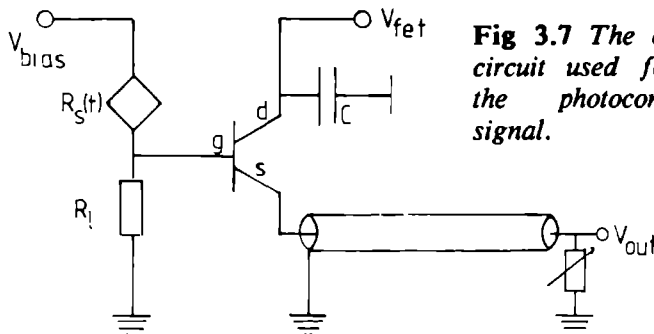 V_bias
R_s(t)
R_l
g
d
s
C
V_fet
V_out
Fig 3.7 The
circuit used
the photocon
signal.